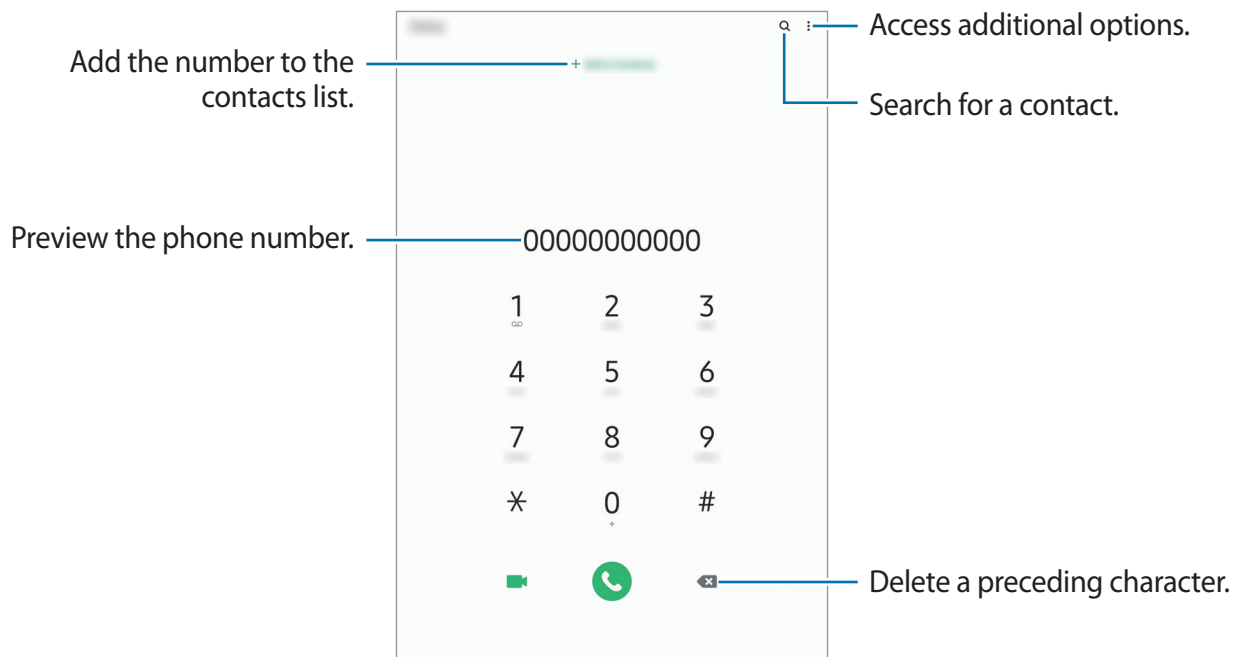 Access additional options.
Add the number to the
contacts list.
Search for a contact.
Preview the phone number.
00000000000
1 2 3
4 5 6
7 8 9
* 0 #
+
Delete a preceding character.